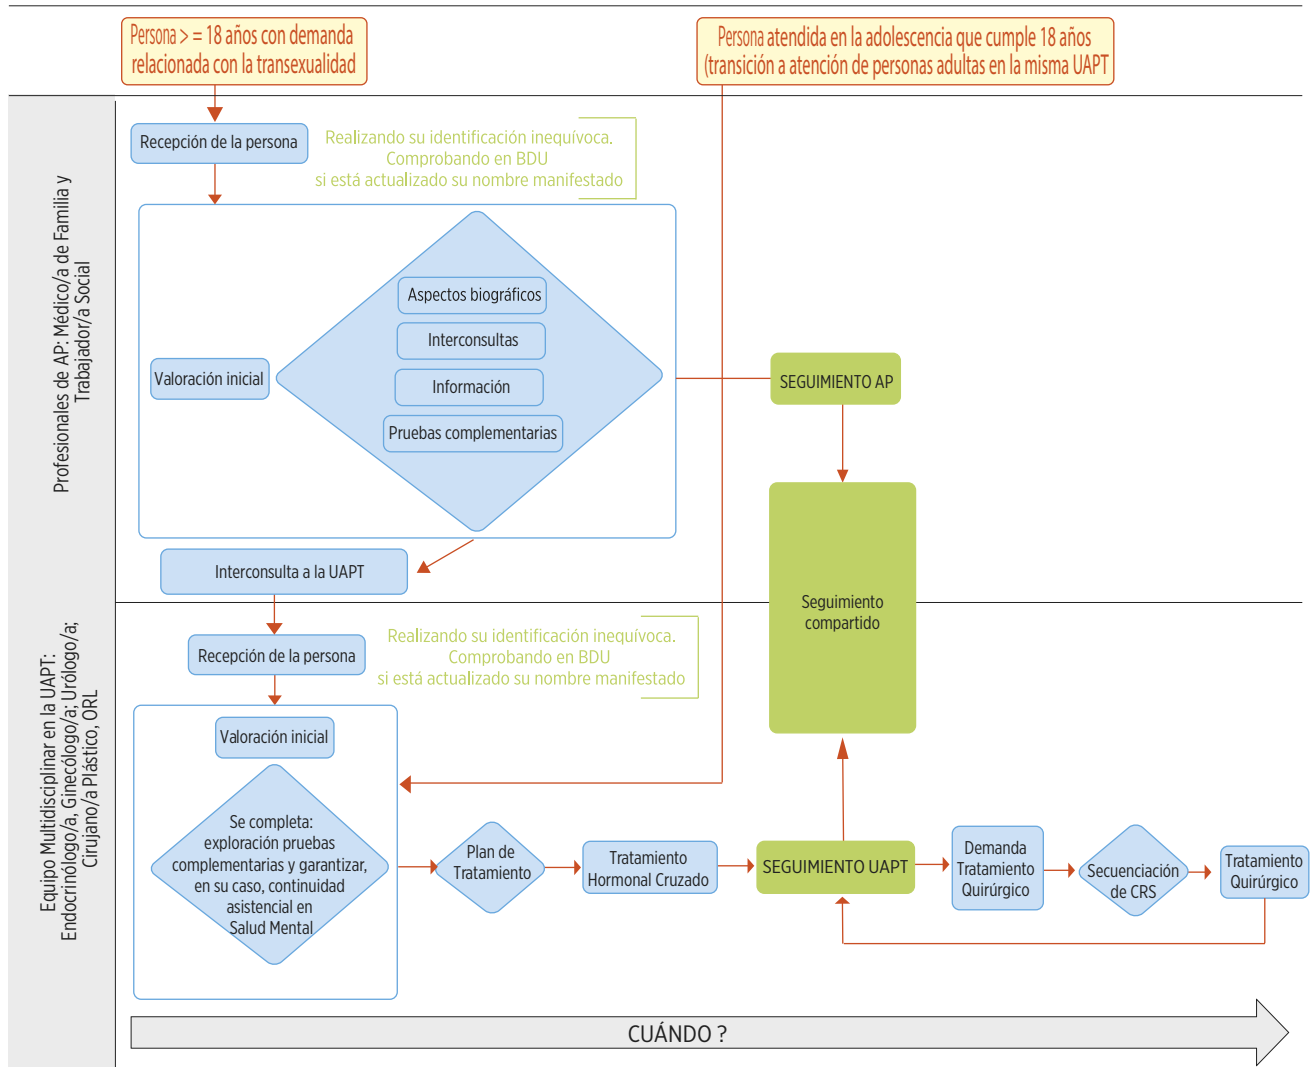 Persona > = 18 años con demanda
relacionada con la transexualidad
Persona atendida en la adolescencia que cumple 18 años
(transición a atención de personas adultas en la misma UAPT
Profesionales de AP: Médico/a de Familia y
Trabajador/a Social
Recepción de la persona
Realizando su identificación inequívoca.
Comprobando en BDU
si está actualizado su nombre manifestado
Valoración inicial
Aspectos biográficos
Interconsultas
Información
Pruebas complementarias
SEGUIMIENTO AP
Interconsulta a la UAPT
Seguimiento
compartido
Equipo Multidisciplinar en la UAPT:
Endocrinólogo/a, Ginecólogo/a; Urólogo/a;
Cirujano/a Plástico, ORL
Recepción de la persona
Realizando su identificación inequívoca.
Comprobando en BDU
si está actualizado su nombre manifestado
Valoración inicial
Se completa:
exploración pruebas
complementarias y garantizar,
en su caso, continuidad
asistencial en
Salud Mental
Plan de
Tratamiento
Tratamiento
Hormonal Cruzado
SEGUIMIENTO UAPT
Demanda
Tratamiento
Quirúrgico
Secuenciación
de CRS
Tratamiento
Quirúrgico
CUÁNDO ?